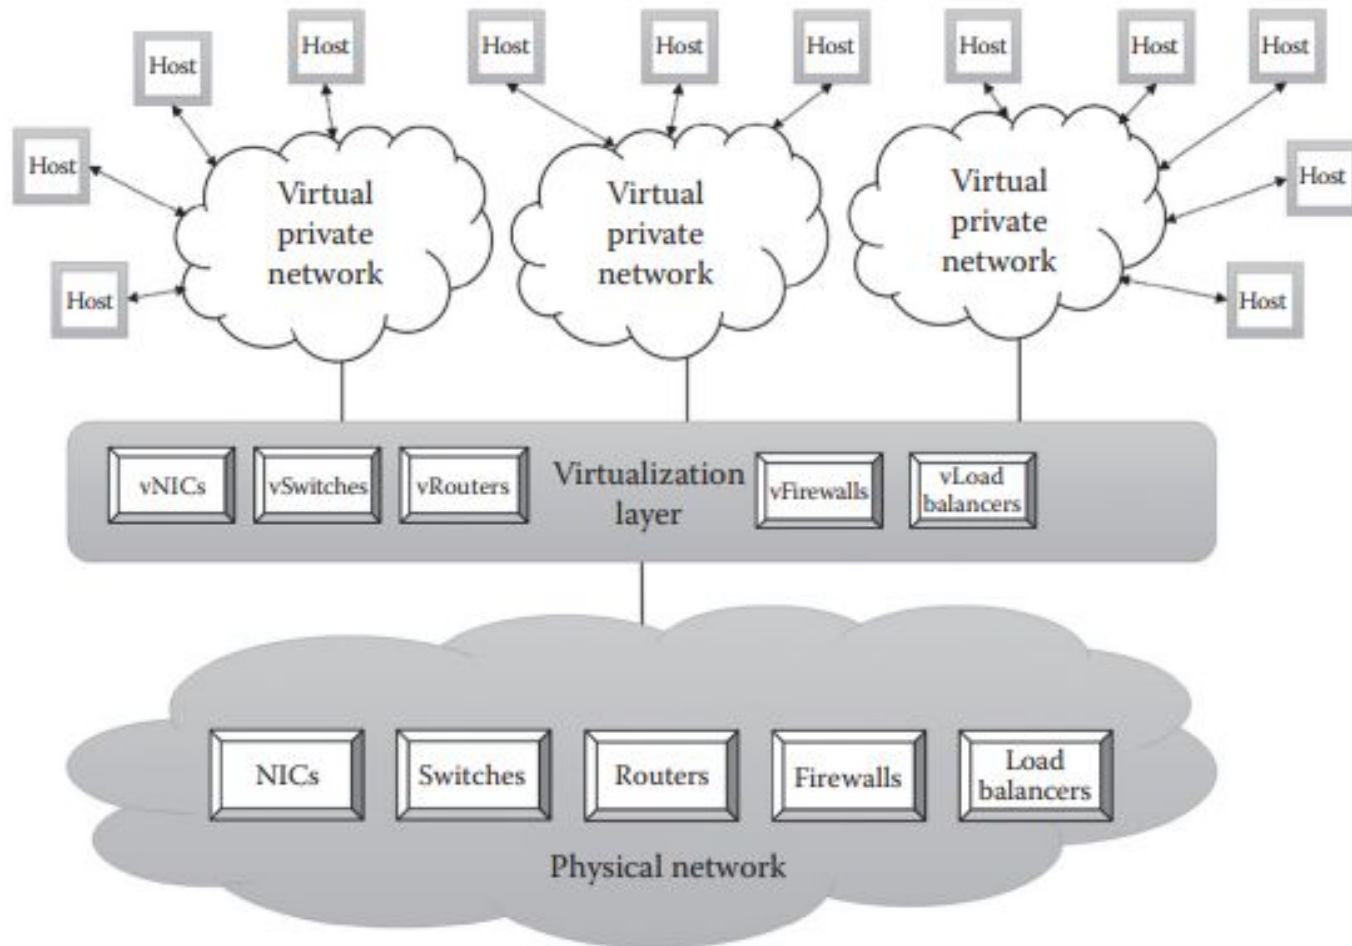 Host
Host
Host
Host
Host
Host
Host
Host
Host
Host
Host
Host
Virtual
private
network
Virtual
private
network
Virtual
private
network
vNICs
vSwitches
vRouters
Virtualization
layer
vFirewalls
vLoad
balancers
NICs
Switches
Routers
Firewalls
Load
balancers
Physical network